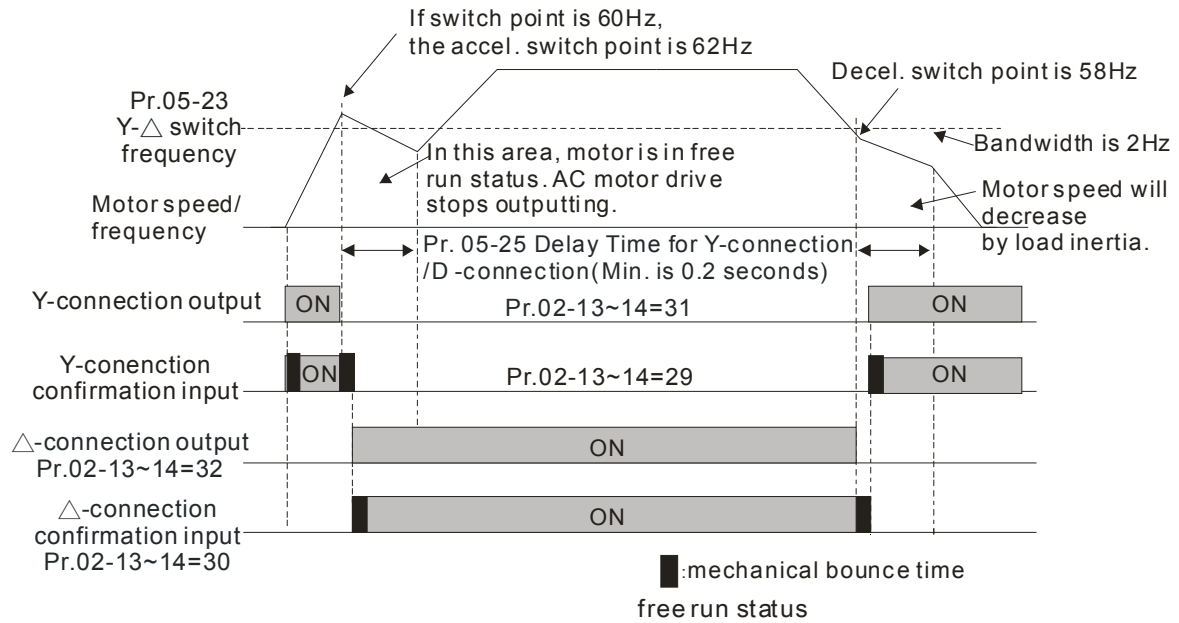 If switch point is 60Hz,
the accel. switch point is 62Hz
Decel. switch point is 58Hz
Pr.05-23
Y-△ switch
frequency
Bandwidth is 2Hz
In this area, motor is in free
run status. AC motor drive
stops outputting.
Motor speed will
decrease
by load inertia.
Motor speed/
frequency
Pr. 05-25 Delay Time for Y-connection
/D -connection(Min. is 0.2 seconds)
Y-connection output
ON
Pr.02-13~14=31
ON
Y-conenction
confirmation input
ON
Pr.02-13~14=29
ON
△-connection output
Pr.02-13~14=32
ON
△-connection
confirmation input
Pr.02-13~14=30
ON
:mechanical bounce time
free run status